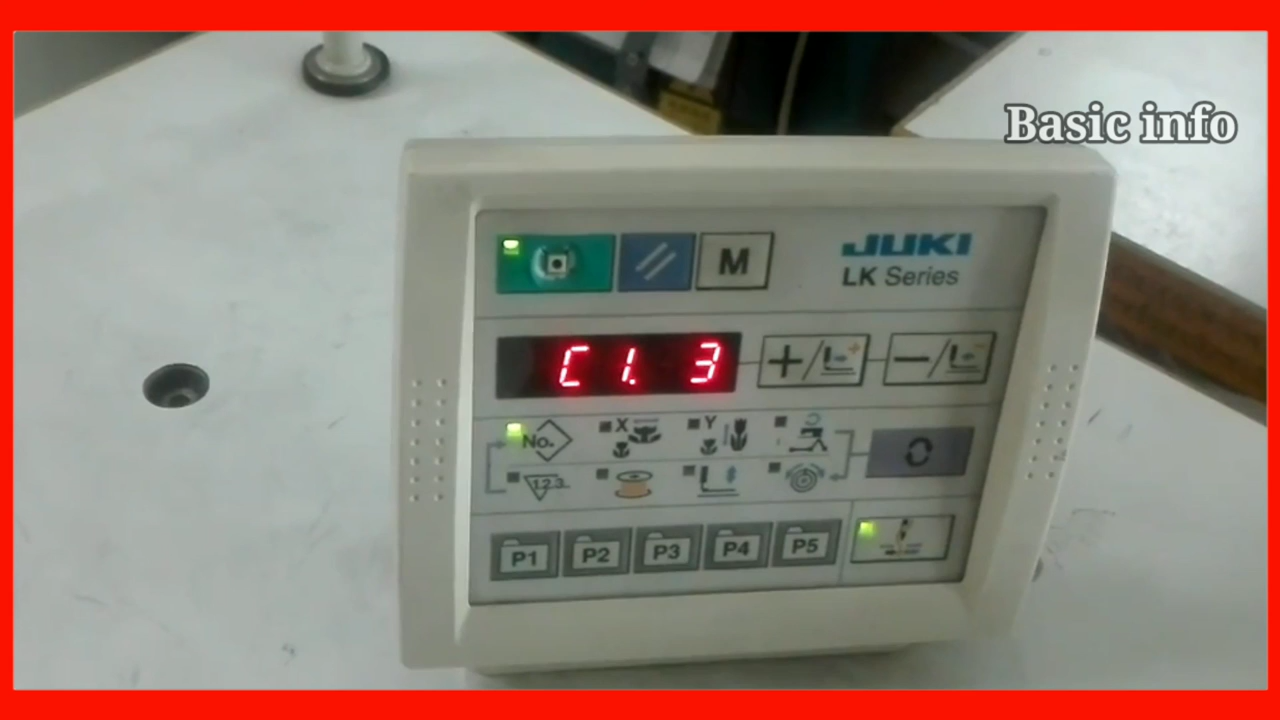 Basic info
M
JUKI
LK Series
C1. 3
+/
−/
No.
X
Y
123
P1
P2
P3
P4
P5